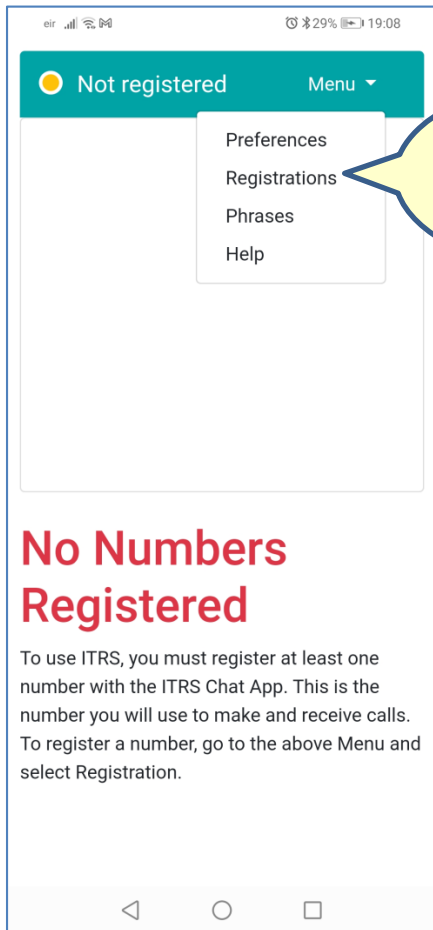 eir 29% 19:08
Not registered Menu
Preferences
Registrations
Phrases
Help
No Numbers
Registered
To use ITRS, you must register at least one
number with the ITRS Chat App. This is the
number you will use to make and receive calls.
To register a number, go to the above Menu and
select Registration.